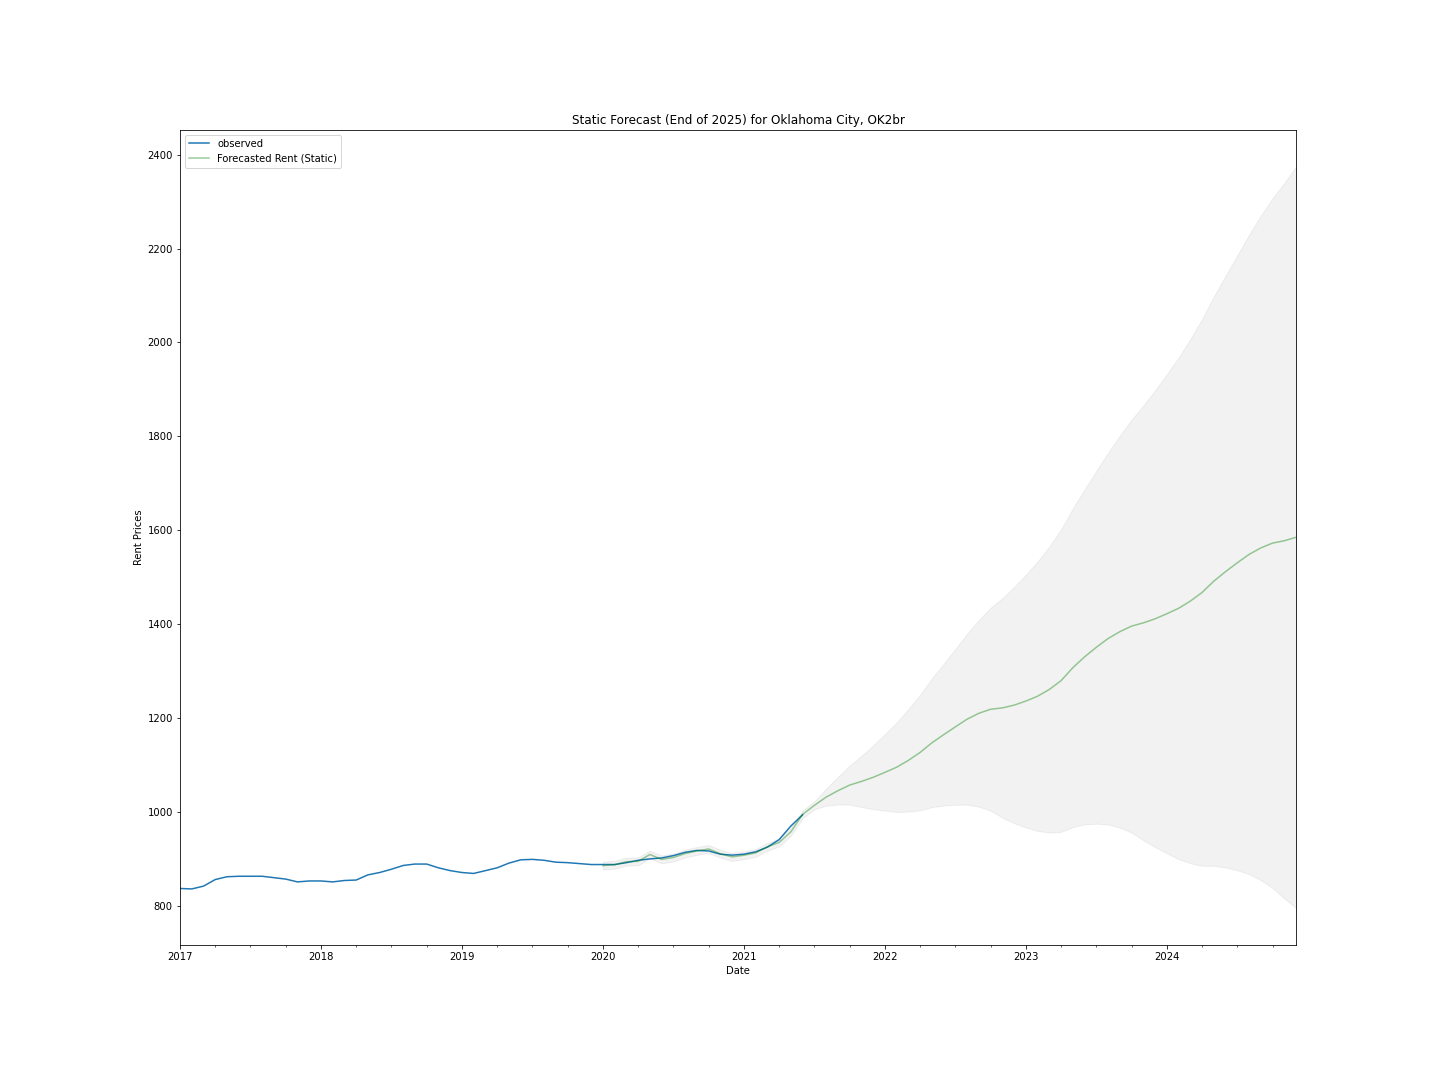 Static Forecast (End of 2025) for Oklahoma City, OK2br
observed
Forecasted Rent (Static)
2400
2200
2000
1800
1600
1400
1200
1000
800
Rent Prices
2017 2018 2019 2020 2021 2022 2023 2024
Date